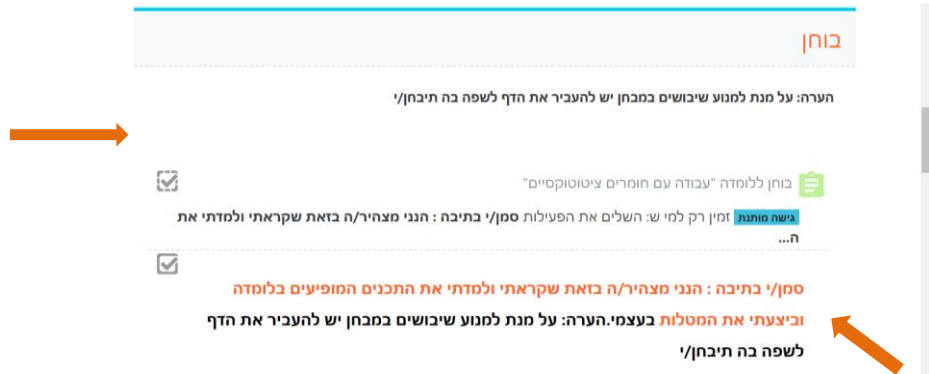 בוחן
הערה: על מנת למנוע שיבושים במבחן יש להעביר את הדף לשפה בה תיבחן/י
בוחן ללומדה "עבודה עם חומרים ציטוטוקסיים"
גישה מותנת זמין רק למי ש: השלים את הפעילות סמן/י בתיבה : הנני מצהיר/ה בזאת שקראתי ולמדתי את
ה...
סמן/י בתיבה : הנני מצהיר/ה בזאת שקראתי ולמדתי את התכנים המופיעים בלומדה
וביצעתי את המטלות בעצמי.הערה: על מנת למנוע שיבושים במבחן יש להעביר את הדף
לשפה בה תיבחן/י